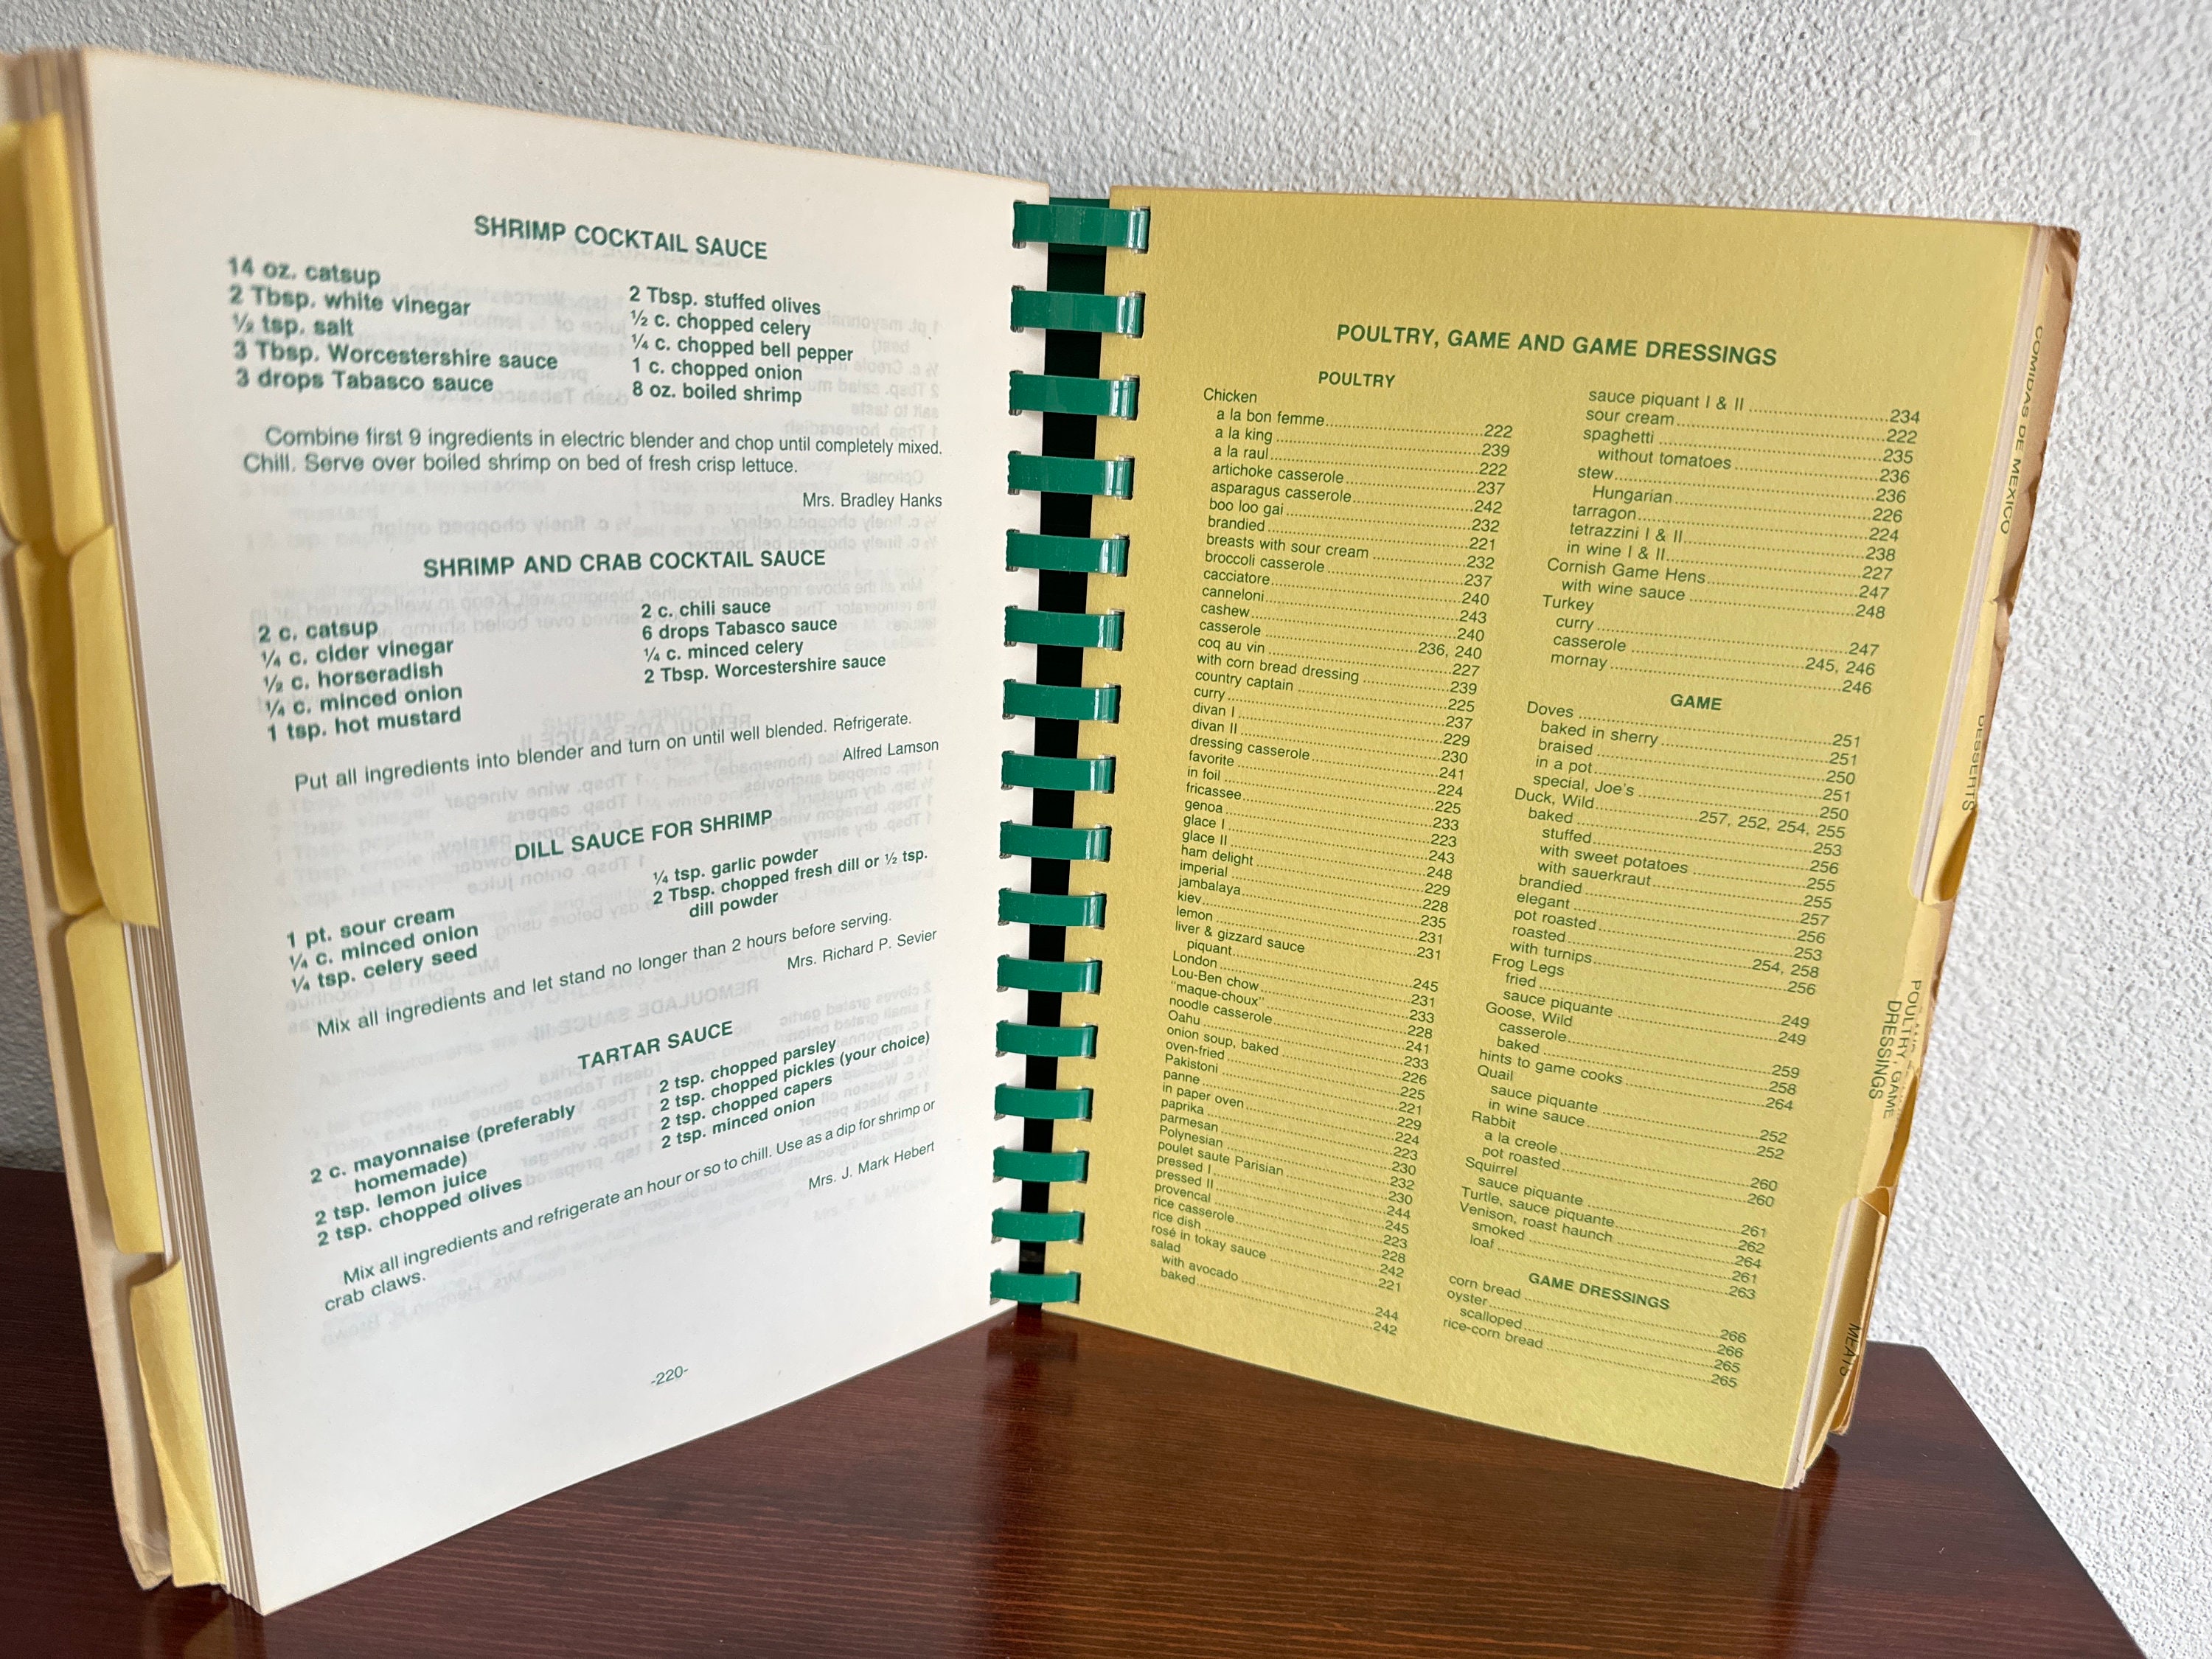 SHRIMP COCKTAIL SAUCE
14 oz. catsup
2 Tbsp. white vinegar
½ tsp. salt
3 Tbsp. Worcestershire sauce
3 drops Tabasco sauce
2 Tbsp. stuffed olives
½ c. chopped celery
¼ c. chopped bell pepper
1 c. chopped onion
8 oz. boiled shrimp
Combine first 9 ingredients in electric blender and chop until completely mixed.
Chill. Serve over boiled shrimp on bed of fresh crisp lettuce.
Mrs. Bradley Hanks
SHRIMP AND CRAB COCKTAIL SAUCE
2 c. catsup
¼ c. cider vinegar
½ c. horseradish
¼ c. minced onion
1 tsp. hot mustard
2 c. chili sauce
6 drops Tabasco sauce
¼ c. minced celery
2 Tbsp. Worcestershire sauce
Put all ingredients into blender and turn on until well blended. Refrigerate.
Alfred Lamson
DILL SAUCE FOR SHRIMP
1 pt. sour cream
¼ c. minced onion
¼ tsp. celery seed
¼ tsp. garlic powder
2 Tbsp. chopped fresh dill or ½ tsp.
dill powder
Mix all ingredients and let stand no longer than 2 hours before serving.
Mrs. Richard P. Sevier
TARTAR SAUCE
2 c. mayonnaise (preferably
homemade)
2 tsp. lemon juice
2 tsp. chopped olives
2 tsp. chopped parsley
2 tsp. chopped pickles (your choice)
2 tsp. chopped capers
2 tsp. minced onion
Mix all ingredients and refrigerate an hour or so to chill. Use as a dip for shrimp or
crab claws.
Mrs. J. Mark Hebert
-220-
POULTRY, GAME AND GAME DRESSINGS
POULTRY
Chicken
a la bon femme 222
a la king 239
a la raul 222
artichoke casserole 237
asparagus casserole 242
boo loo gai 232
brandied 221
breasts with sour cream 232
broccoli casserole 237
cacciatore 240
canneloni 243
cashew 240
casserole 236, 240
coq au vin 227
with corn bread dressing 239
country captain 225
curry 237
divan I 229
divan II 230
dressing casserole 241
favorite 224
in foil 225
fricassee 233
genoa 223
glace I 243
glace II 248
ham delight 229
imperial 228
jambalaya 235
kiev 231
lemon 231
liver & gizzard sauce
piquant 245
London 231
Lou-Ben chow 233
"maque-choux" 228
noodle casserole 241
Oahu 233
onion soup, baked 226
oven-fried 225
Pakistoni 221
panne 229
in paper oven 224
paprika 223
parmesan 230
Polynesian 232
poulet saute Parisian 230
pressed I 244
pressed II 245
provencal 223
rice casserole 228
rice dish 242
rosé in tokay sauce 221
salad
with avocado 244
baked 242
sauce piquant I & II 234
sour cream 222
spaghetti 235
without tomatoes 236
stew 236
Hungarian 226
tarragon 224
tetrazzini I & II 238
in wine I & II 227
Cornish Game Hens 247
with wine sauce 248
Turkey
curry 247
casserole 245, 246
mornay 246
GAME
Doves 251
baked in sherry 251
braised 250
in a pot 251
special, Joe's 250
Duck, Wild 257, 252, 254, 255
baked 253
stuffed 256
with sweet potatoes 255
with sauerkraut 255
brandied 257
elegant 256
pot roasted 253
roasted 254, 258
with turnips 256
Frog Legs
fried 249
sauce piquante 249
Goose, Wild
casserole 259
baked 258
hints to game cooks 264
Quail
sauce piquante 252
in wine sauce 252
Rabbit
a la creole 260
pot roasted 260
Squirrel
sauce piquante 261
Turtle, sauce piquante 262
Venison, roast haunch 264
smoked 261
loaf 263
GAME DRESSINGS
corn bread 266
oyster 266
scalloped 265
rice-corn bread 265
COMIDAS DE MEXICO
DESSERTS
POULTRY, GAME
DRESSINGS
MEATS